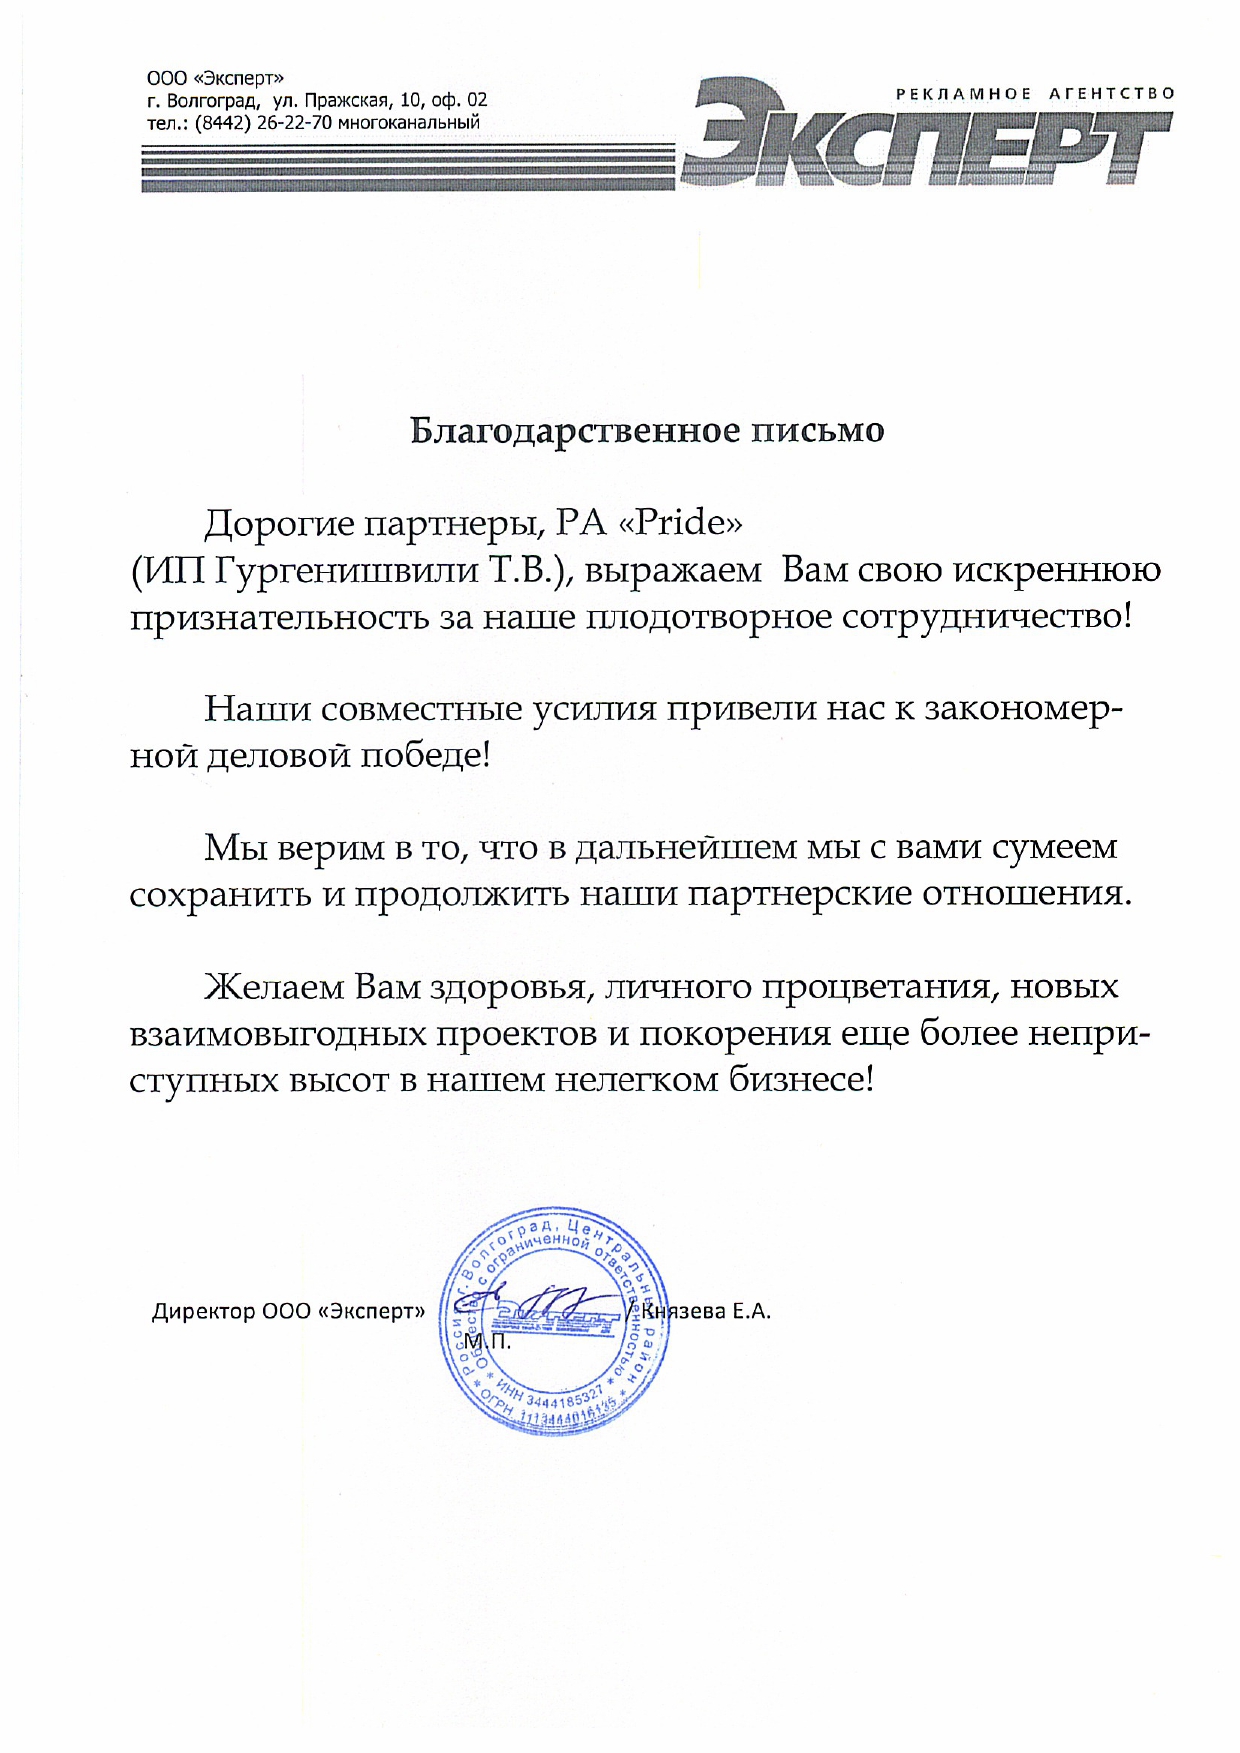 ООО «Эксперт»
г. Волгоград, ул. Пражская, 10, оф. 02
тел.: (8442) 26-22-70 многоканальный
РЕКЛАМНОЕ АГЕНТСТВО
ЭКСПЕРТ
Благодарственное письмо
Дорогие партнеры, РА «Pride»
(ИП Гургенишвили Т.В.), выражаем Вам свою искреннюю
признательность за наше плодотворное сотрудничество!
Наши совместные усилия привели нас к закономер-
ной деловой победе!
Мы верим в то, что в дальнейшем мы с вами сумеем
сохранить и продолжить наши партнерские отношения.
Желаем Вам здоровья, личного процветания, новых
взаимовыгодных проектов и покорения еще более непри-
ступных высот в нашем нелегком бизнесе!
Директор ООО «Эксперт» / Князева Е.А.
М.П.
Россия, г. Волгоград, Центральный район
* ОГРН 1113444016135 *
Общество с ограниченной ответственностью
* ИНН 3444185327 *
Эксперт